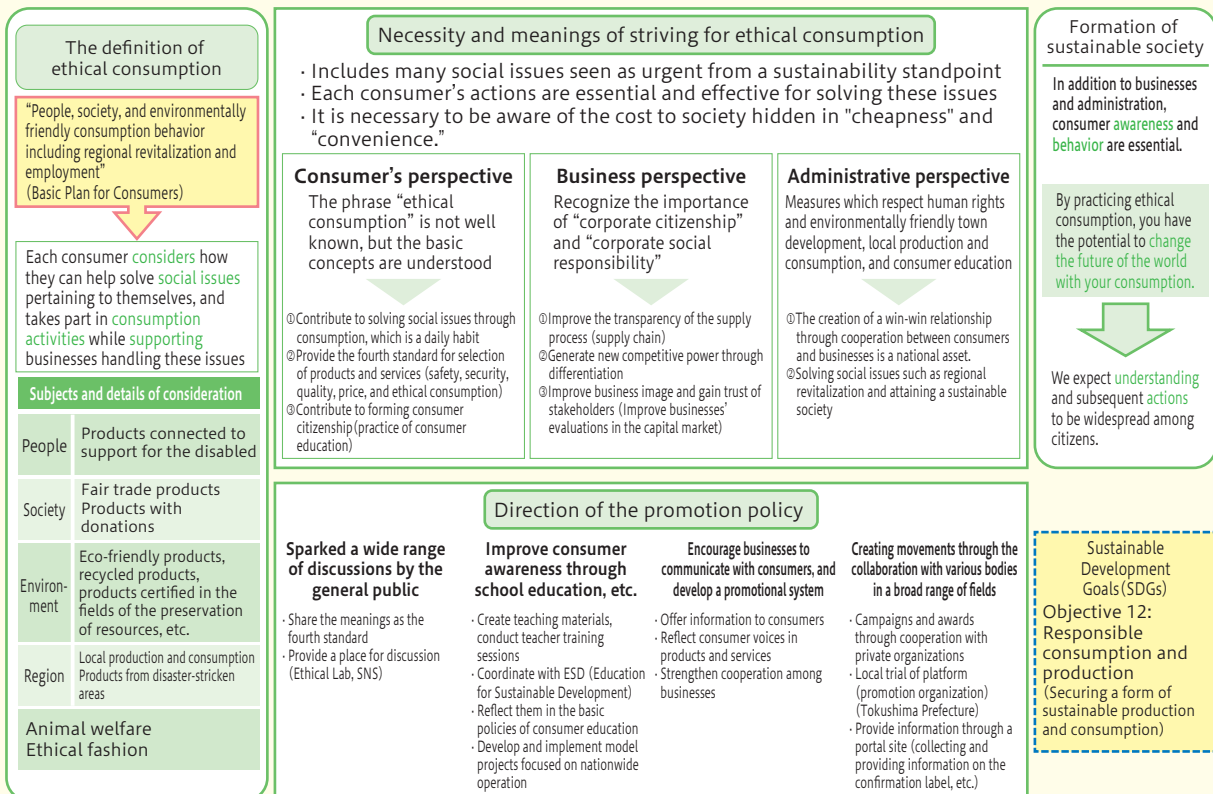 The definition of
ethical consumption
“People, society, and environmentally
friendly consumption behavior
including regional revitalization and
employment”
(Basic Plan for Consumers)
Each consumer considers how
they can help solve social issues
pertaining to themselves, and
takes part in consumption
activities while supporting
businesses handling these issues
Subjects and details of consideration
People
Products connected to
support for the disabled
Society
Fair trade products
Products with
donations
Environ-
ment
Eco-friendly products,
recycled products,
products certified in the
fields of the preservation
of resources, etc.
Region
Local production and consumption
Products from disaster-stricken
areas
Animal welfare
Ethical fashion
Necessity and meanings of striving for ethical consumption
· Includes many social issues seen as urgent from a sustainability standpoint
· Each consumer’s actions are essential and effective for solving these issues
· It is necessary to be aware of the cost to society hidden in "cheapness" and
“convenience.”
Consumer’s perspective
The phrase “ethical
consumption” is not well
known, but the basic
concepts are understood
①Contribute to solving social issues through
consumption, which is a daily habit
②Provide the fourth standard for selection
of products and services (safety, security,
quality, price, and ethical consumption)
③Contribute to forming consumer
citizenship(practice of consumer
education)
Business perspective
Recognize the importance
of “corporate citizenship”
and “corporate social
responsibility”
①Improve the transparency of the supply
process (supply chain)
②Generate new competitive power through
differentiation
③Improve business image and gain trust of
stakeholders (Improve businesses’
evaluations in the capital market)
Administrative perspective
Measures which respect human rights
and environmentally friendly town
development, local production and
consumption, and consumer education
①The creation of a win-win relationship
through cooperation between consumers
and businesses is a national asset.
②Solving social issues such as regional
revitalization and attaining a sustainable
society
Direction of the promotion policy
Sparked a wide range
of discussions by the
general public
· Share the meanings as the
fourth standard
· Provide a place for discussion
(Ethical Lab, SNS)
Improve consumer
awareness through
school education, etc.
· Create teaching materials,
conduct teacher training
sessions
· Coordinate with ESD (Education
for Sustainable Development)
· Reflect them in the basic
policies of consumer education
· Develop and implement model
projects focused on nationwide
operation
Encourage businesses to
communicate with consumers, and
develop a promotional system
· Offer information to consumers
· Reflect consumer voices in
products and services
· Strengthen cooperation among
businesses
Creating movements through the
collaboration with various bodies
in a broad range of fields
· Campaigns and awards
through cooperation with
private organizations
· Local trial of platform
(promotion organization)
(Tokushima Prefecture)
· Provide information through a
portal site (collecting and
providing information on the
confirmation label, etc.)
Formation of
sustainable society
In addition to businesses
and administration,
consumer awareness and
behavior are essential.
By practicing ethical
consumption, you have
the potential to change
the future of the world
with your consumption.
We expect understanding
and subsequent actions
to be widespread among
citizens.
Sustainable
Development
Goals(SDGs)
Objective 12:
Responsible
consumption and
production
(Securing a form of
sustainable production
and consumption)